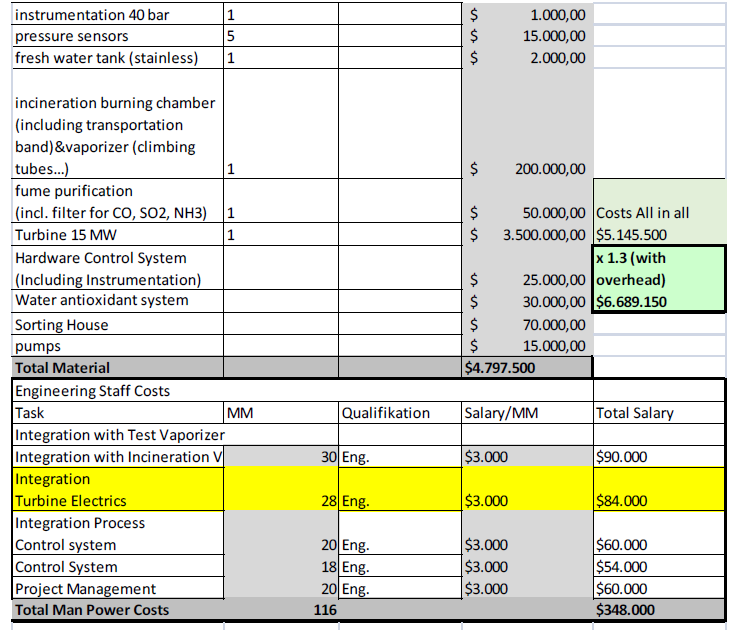 instrumentation 40 bar 1 $ 1.000,00
pressure sensors 5 $ 15.000,00
fresh water tank (stainless) 1 $ 2.000,00
incineration burning chamber
(including transportation
band)&vaporizer (climbing
tubes...) 1 $ 200.000,00
fume purification
(incl. filter for CO, SO2, NH3) 1 $ 50.000,00 Costs All in all
Turbine 15 MW 1 $ 3.500.000,00 $5.145.500
Hardware Control System x 1.3 (with
(Including Instrumentation) $ 25.000,00 overhead)
Water antioxidant system $ 30.000,00 $6.689.150
Sorting House $ 70.000,00
pumps $ 15.000,00
Total Material $4.797.500
Engineering Staff Costs
Task MM Qualifikation Salary/MM Total Salary
Integration with Test Vaporizer
Integration with Incineration V 30 Eng. $3.000 $90.000
Integration
Turbine Electrics 28 Eng. $3.000 $84.000
Integration Process
Control system 20 Eng. $3.000 $60.000
Control System 18 Eng. $3.000 $54.000
Project Management 20 Eng. $3.000 $60.000
Total Man Power Costs 116 $348.000